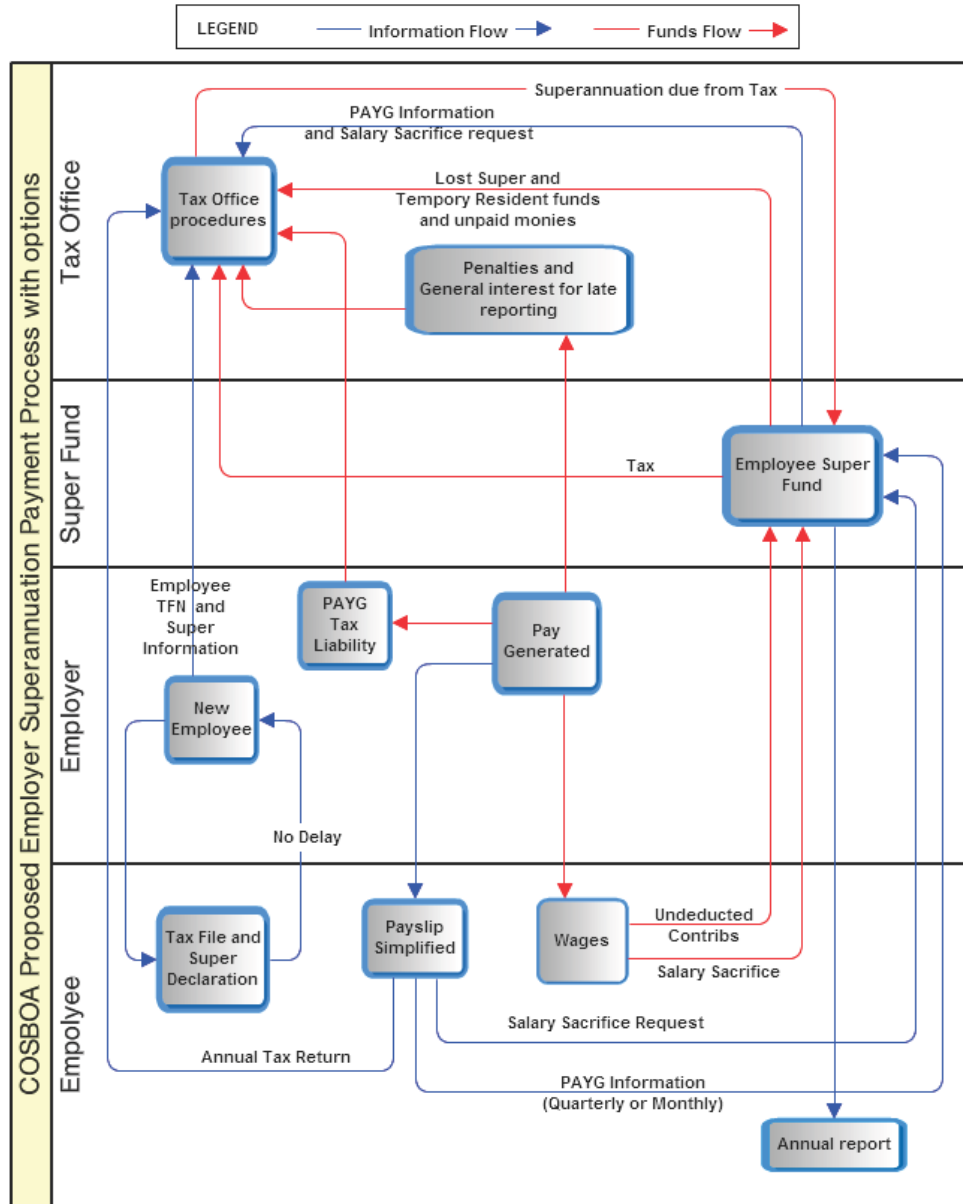 LEGEND
Information Flow
Funds Flow
COSBOA Proposed Employer Superannuation Payment Process with options
Tax Office
Superannuation due from Tax
PAYG Information
and Salary Sacrifice request
Tax Office
procedures
Lost Super and
Tempory Resident funds
and unpaid monies
Penalties and
General interest for late
reporting
Super Fund
Tax
Employee Super
Fund
Employer
Employee
TFN and
Super
Information
PAYG
Tax
Liability
Pay
Generated
New
Employee
No Delay
Empolyee
Tax File and
Super
Declaration
Payslip
Simplified
Wages
Undeducted
Contribs
Salary Sacrifice
Salary Sacrifice Request
Annual Tax Return
PAYG Information
(Quarterly or Monthly)
Annual report